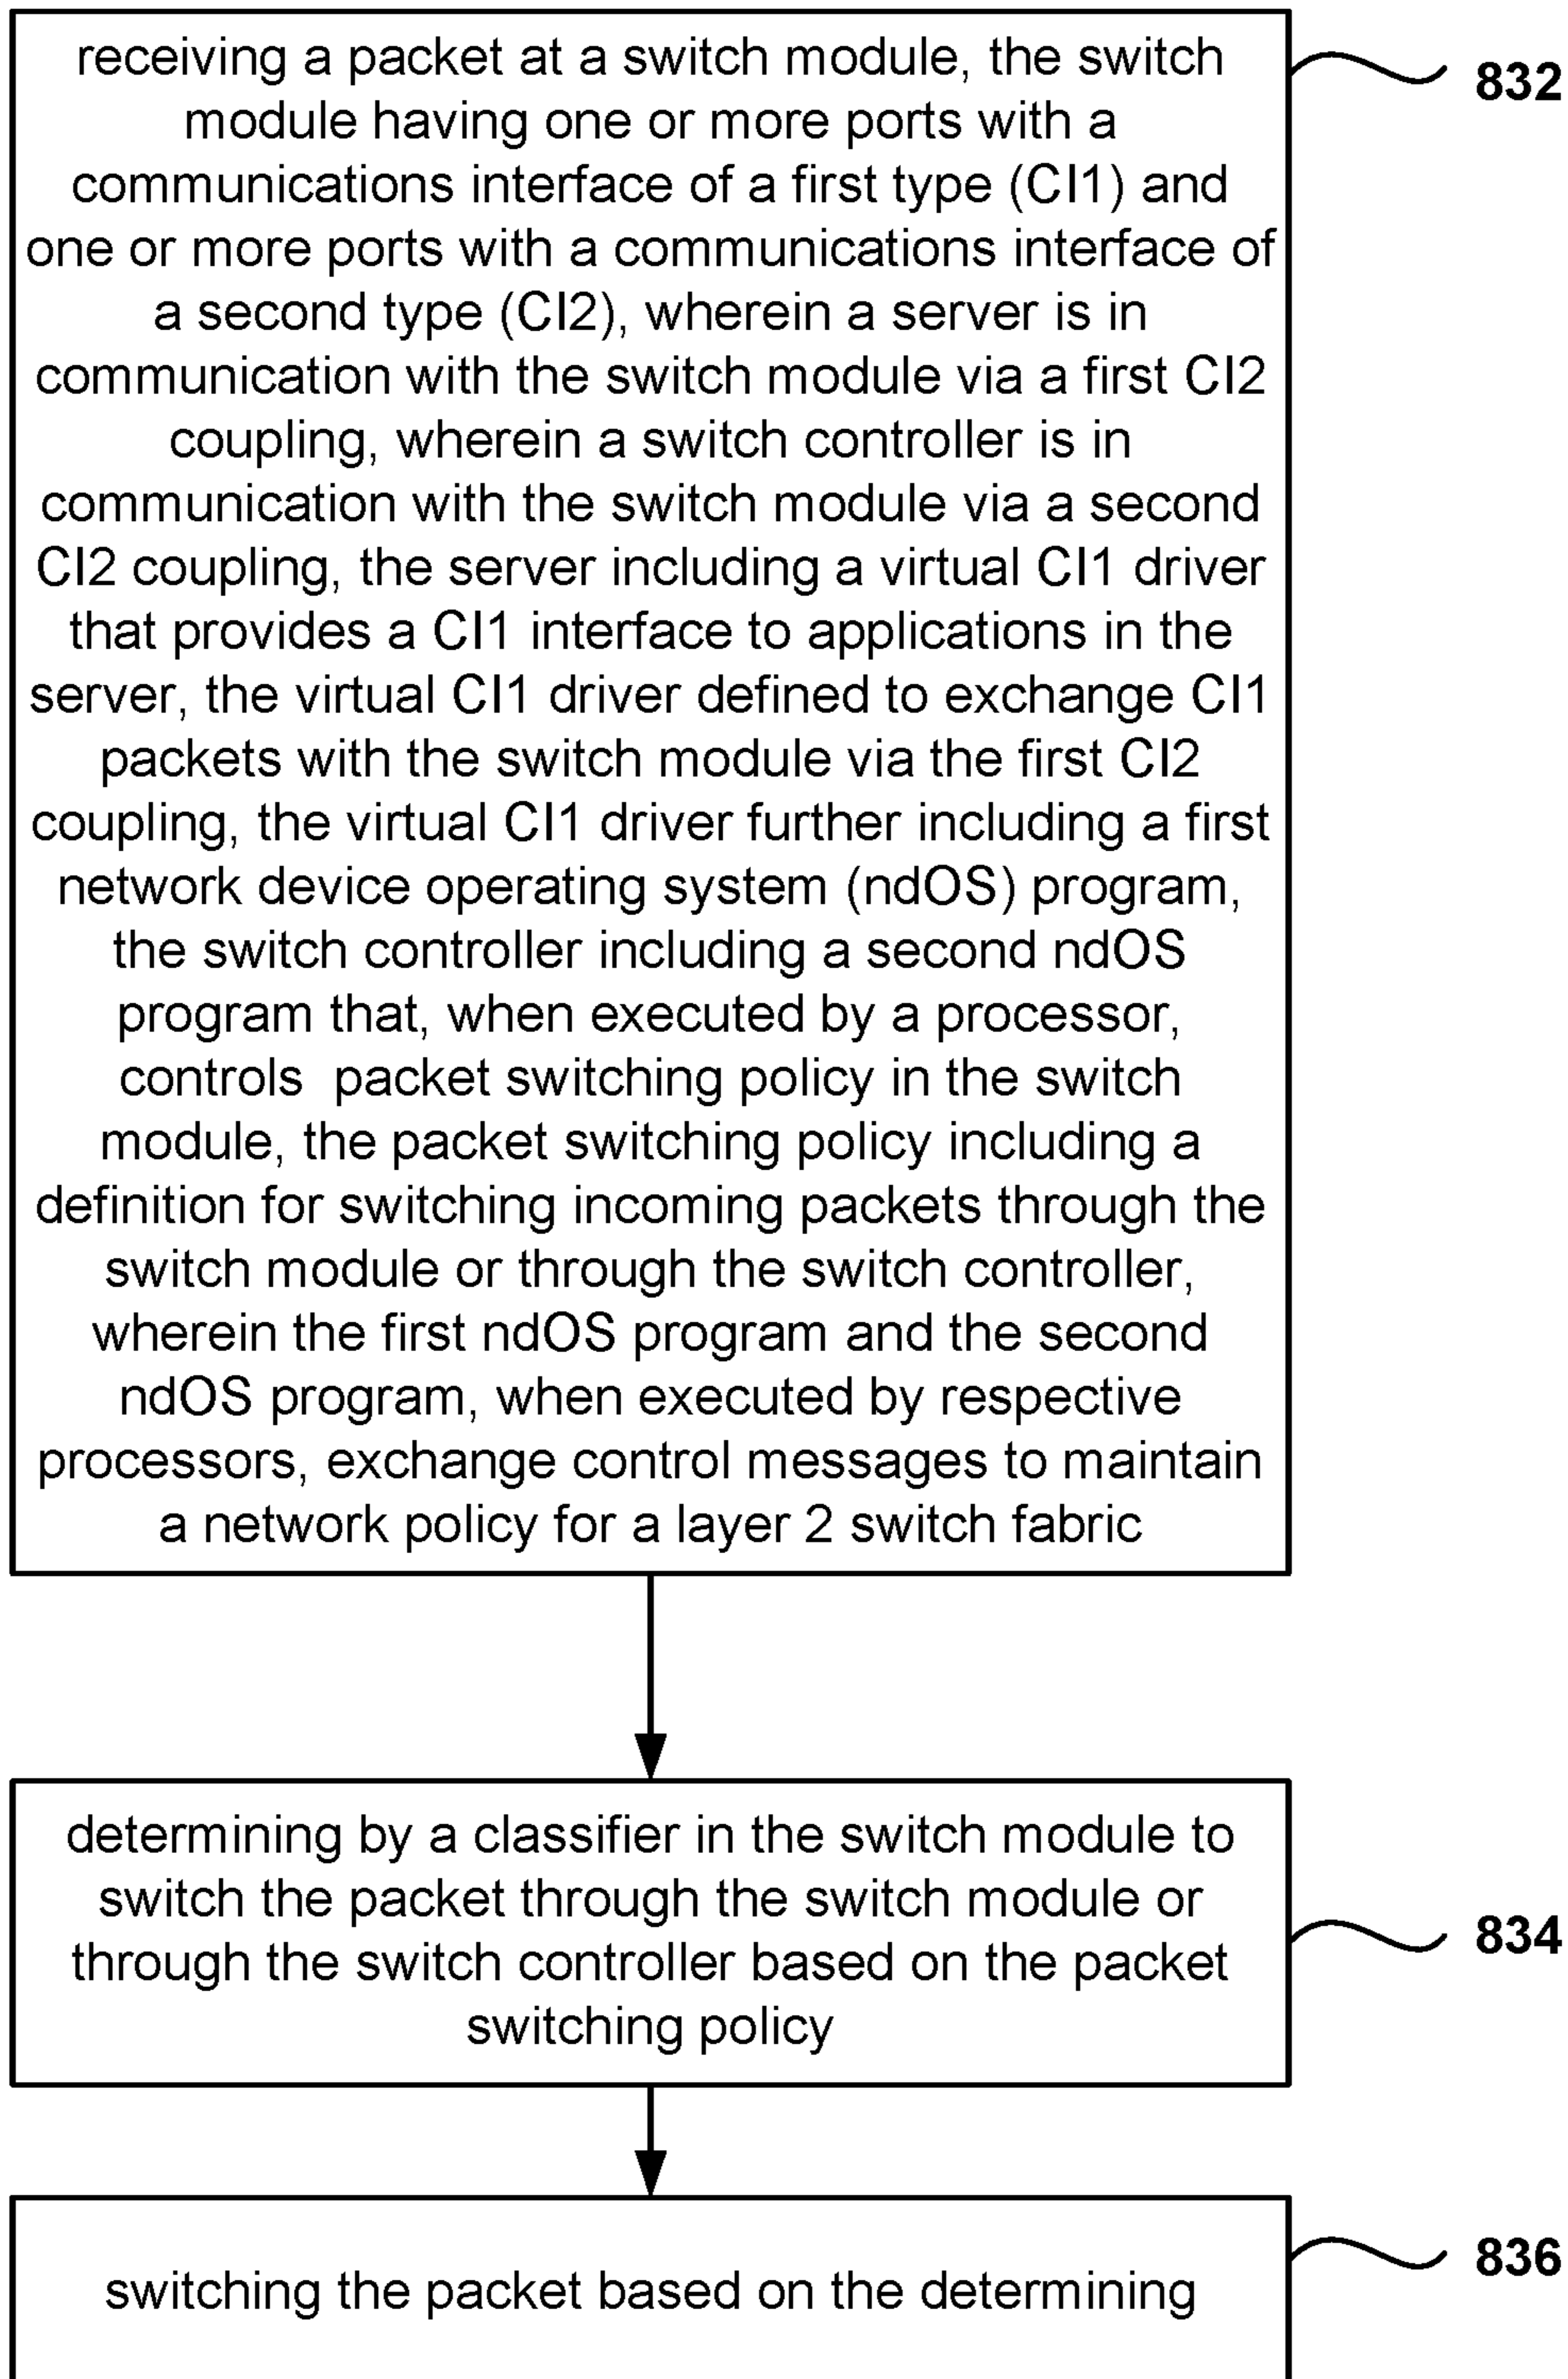 receiving a packet at a switch module, the switch
module having one or more ports with a
communications interface of a first type (CI1) and
one or more ports with a communications interface of
a second type (CI2), wherein a server is in
communication with the switch module via a first CI2
coupling, wherein a switch controller is in
communication with the switch module via a second
CI2 coupling, the server including a virtual CI1 driver
that provides a CI1 interface to applications in the
server, the virtual CI1 driver defined to exchange CI1
packets with the switch module via the first CI2
coupling, the virtual CI1 driver further including a first
network device operating system (ndOS) program,
the switch controller including a second ndOS
program that, when executed by a processor,
controls  packet switching policy in the switch
module, the packet switching policy including a
definition for switching incoming packets through the
switch module or through the switch controller,
wherein the first ndOS program and the second
ndOS program, when executed by respective
processors, exchange control messages to maintain
a network policy for a layer 2 switch fabric
832
determining by a classifier in the switch module to
switch the packet through the switch module or
through the switch controller based on the packet
switching policy
834
switching the packet based on the determining
836